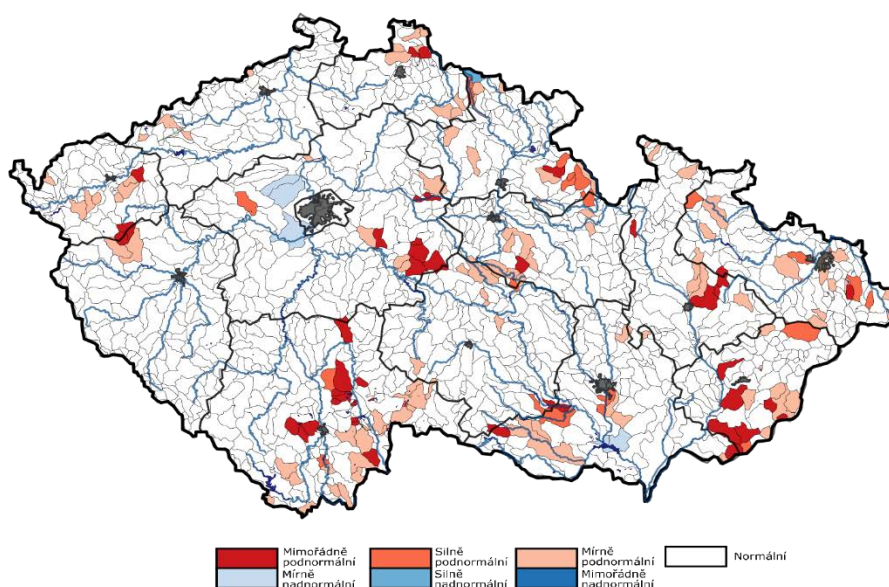 Mimořádně
podnormální
Silně
podnormální
Mírně
podnormální
Normální
Mírně
nadnormální
Silně
nadnormální
Mimořádně
nadnormální